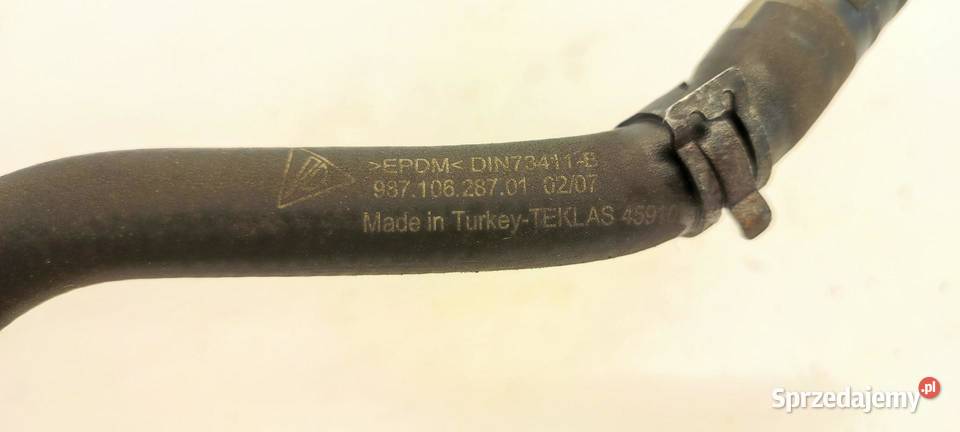 >EPDM< DIN73411-B
987.106.287.01 02/07
Made in Turkey-TEKLAS
Sprzedajemy.pl